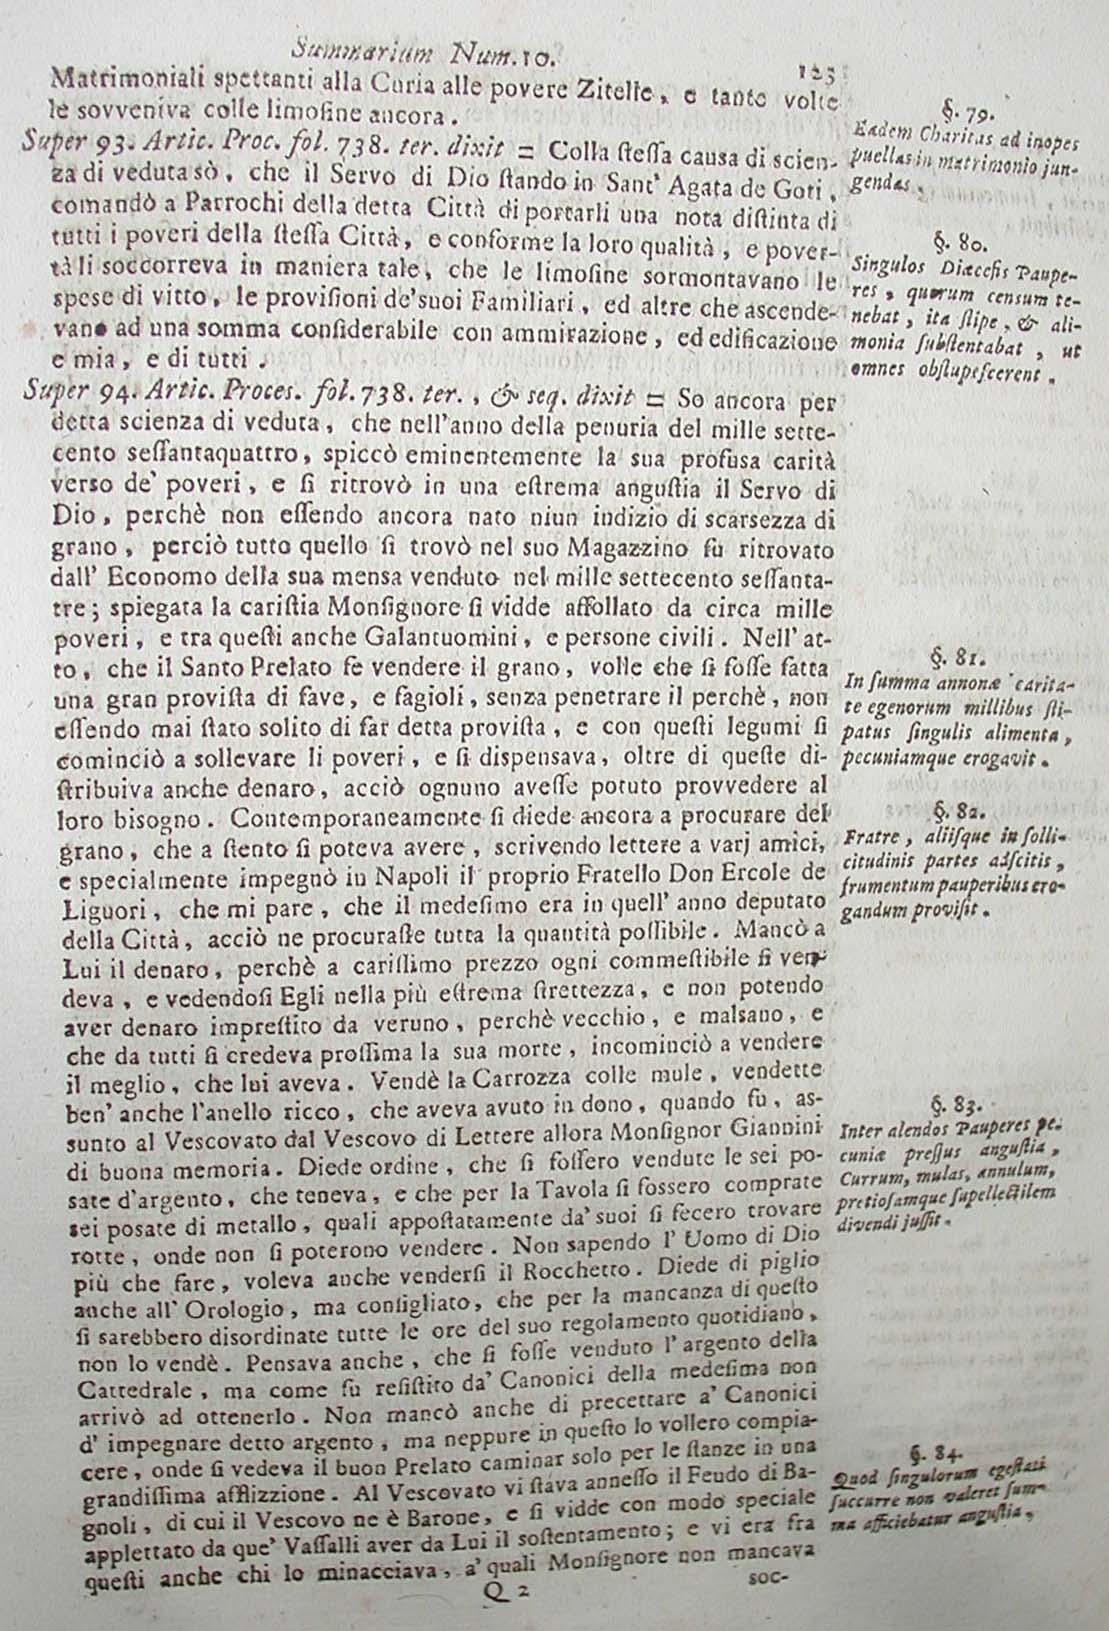 Summarium Num. 10.
123
Matrimoniali spettanti alla Curia alle povere Zitelle, e tante volte
le sovveniva colle limoſine ancora.
Super 93. Artic. Proc. fol. 738. ter. dixit = Colla ſteſſa cauſa di scien-
za di veduta sò, che il Servo di Dio ſtando in Sant' Agata de Goti,
comandò a Parrochi della detta Città di portarli una nota diſtinta di
tutti i poveri della ſteſſa Città, e conforme la loro qualità, e pover-
tà li soccorreva in maniera tale, che le limoſine sormontavano le
spese di vitto, le proviſioni de'suoi Familiari, ed altre che ascende-
vano ad una somma conſiderabile con ammirazione, ed edificazione
e mia, e di tutti.
Super 94. Artic. Proces. fol. 738. ter., & seq. dixit = So ancora per
detta scienza di veduta, che nell'anno della penuria del mille sette-
cento seſſantaquattro, spiccò eminentemente la sua profusa carità
verso de' poveri, e ſi ritrovò in una eſtrema anguſtia il Servo di
Dio, perchè non eſſendo ancora nato niun indizio di scarsezza di
grano, perciò tutto quello ſi trovò nel suo Magazzino fu ritrovato
dall' Economo della sua mensa venduto nel mille settecento seſſanta-
tre; spiegata la cariſtia Monſignore ſi vidde affollato da circa mille
poveri, e tra queſti anche Galantuomini, e persone civili. Nell' at-
to, che il Santo Prelato fe vendere il grano, volle che ſi foſſe fatta
una gran proviſta di fave, e fagioli, senza penetrare il perchè, non
eſſendo mai ſtato solito di far detta proviſta, e con queſti legumi ſi
cominciò a sollevare li poveri, e ſi dispensava, oltre di queſte di-
ſtribuiva anche denaro, acciò ognuno aveſſe potuto provvedere al
loro bisogno. Contemporaneamente ſi diede ancora a procurare del
grano, che a ſtento ſi poteva avere, scrivendo lettere a varj amici,
e specialmente impegnò in Napoli il proprio Fratello Don Ercole de
Liguori, che mi pare, che il medeſimo era in quell' anno deputato
della Città, acciò ne procuraſte tutta la quantità poſſibile. Mancò a
Lui il denaro, perchè a cariſſimo prezzo ogni commeſtibile ſi ven-
deva, e vedendoſi Egli nella più eſtrema ſtrettezza, e non potendo
aver denaro impreſtito da veruno, perchè vecchio, e malsano, e
che da tutti ſi credeva proſſima la sua morte, incominciò a vendere
il meglio, che lui aveva. Vendè la Carrozza colle mule, vendette
ben' anche l'anello ricco, che aveva avuto in dono, quando fu, as-
sunto al Vescovato dal Vescovo di Lettere allora Monſignor Giannini
di buona memoria. Diede ordine, che ſi foſſero vendute le sei po-
sate d'argento, che teneva, e che per la Tavola ſi fossero comprate
sei posate di metallo, quali appoſtatamente da' suoi ſi fecero trovare
rotte, onde non ſi poterono vendere. Non sapendo l' Uomo di Dio
più che fare, voleva anche venderſi il Rocchetto. Diede di piglio
anche all' Orologio, ma conſigliato, che per la mancanza di queſto
ſi sarebbero disordinate tutte le ore del suo regolamento quotidiano,
non lo vendè. Pensava anche, che ſi foſſe venduto l' argento della
Cattedrale, ma come fu reſiſtito da' Canonici della medeſima non
arrivò ad ottenerlo. Non mancò anche di precettare a' Canonici
d' impegnare detto argento, ma neppure in queſto lo vollero compia-
cere, onde ſi vedeva il buon Prelato caminar solo per le ſtanze in una
grandiſſima afflizzione. Al Vescovato vi ſtava anneſſo il Feudo di Ba-
gnoli, di cui il Vescovo ne è Barone, e ſi vidde con modo speciale
applettato da que' Vaſſalli aver da Lui il soſtentamento; e vi era fra
queſti anche chi lo minacciava, a' quali Monſignore non mancava
Q 2
soc-
§. 79.
Eadem Charitas ad inopes
puellas in matrimonio jun-
gendas.
§. 80.
Singulos Diœceſis Paupe-
res, quorum censum te-
nebat, ita ſtipe, & ali-
monia ſubſtentabat, ut
omnes obſtupeſcerent.
§. 81.
In ſumma annonæ carita-
te egenorum millibus ſti-
patus ſingulis alimenta,
pecuniamque erogavit.
§. 82.
Fratre, aliiſque in ſolli-
citudinis partes adſcitis,
frumentum pauperibus ero-
gandum proviſit.
§. 83.
Inter alendos Pauperes pe-
cuniæ preſſus anguſtia,
Currum, mulas, annulum,
pretioſamque ſupellectilem
divendi juſſit.
§. 84.
Quod ſingulorum egeſtati
ſuccurre non valeret ſum-
ma afficiebatur anguſtia,